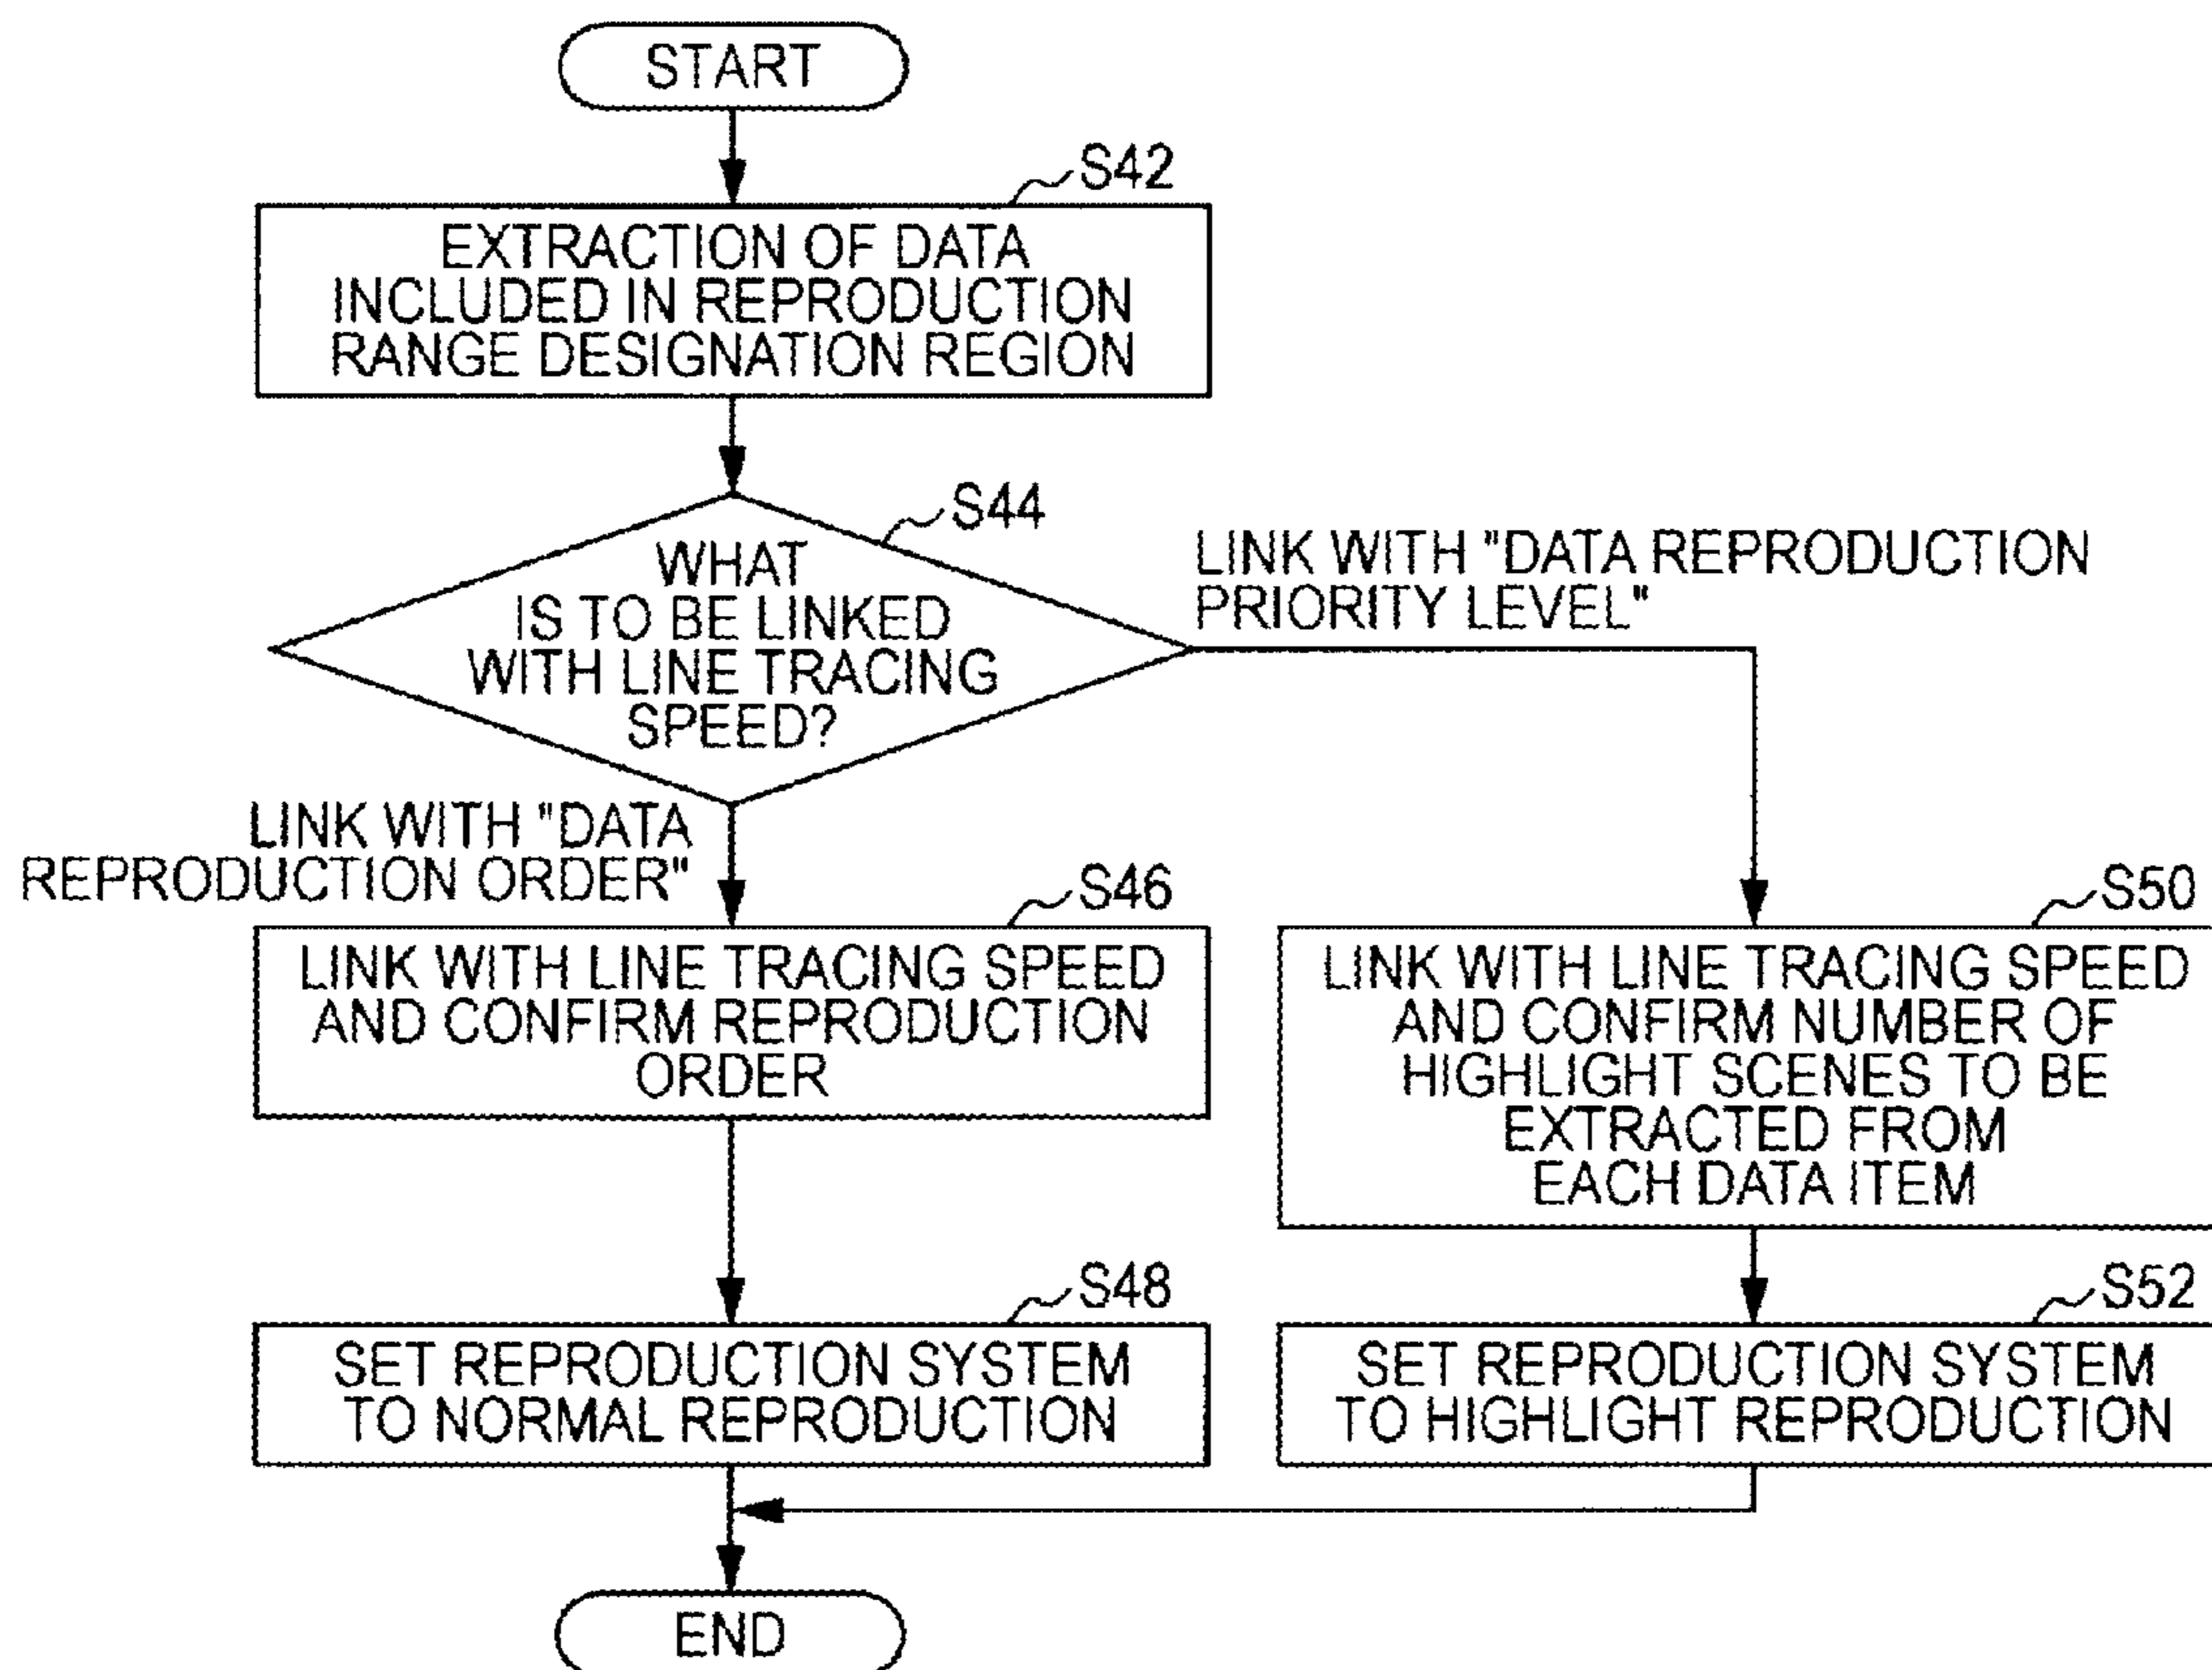 START
S42
EXTRACTION OF DATA
INCLUDED IN REPRODUCTION
RANGE DESIGNATION REGION
S44
WHAT
IS TO BE LINKED
WITH LINE TRACING
SPEED?
LINK WITH "DATA REPRODUCTION
PRIORITY LEVEL"
LINK WITH "DATA
REPRODUCTION ORDER"
S46
LINK WITH LINE TRACING SPEED
AND CONFIRM REPRODUCTION
ORDER
S50
LINK WITH LINE TRACING SPEED
AND CONFIRM NUMBER OF
HIGHLIGHT SCENES TO BE
EXTRACTED FROM
EACH DATA ITEM
S48
SET REPRODUCTION SYSTEM
TO NORMAL REPRODUCTION
S52
SET REPRODUCTION SYSTEM
TO HIGHLIGHT REPRODUCTION
END